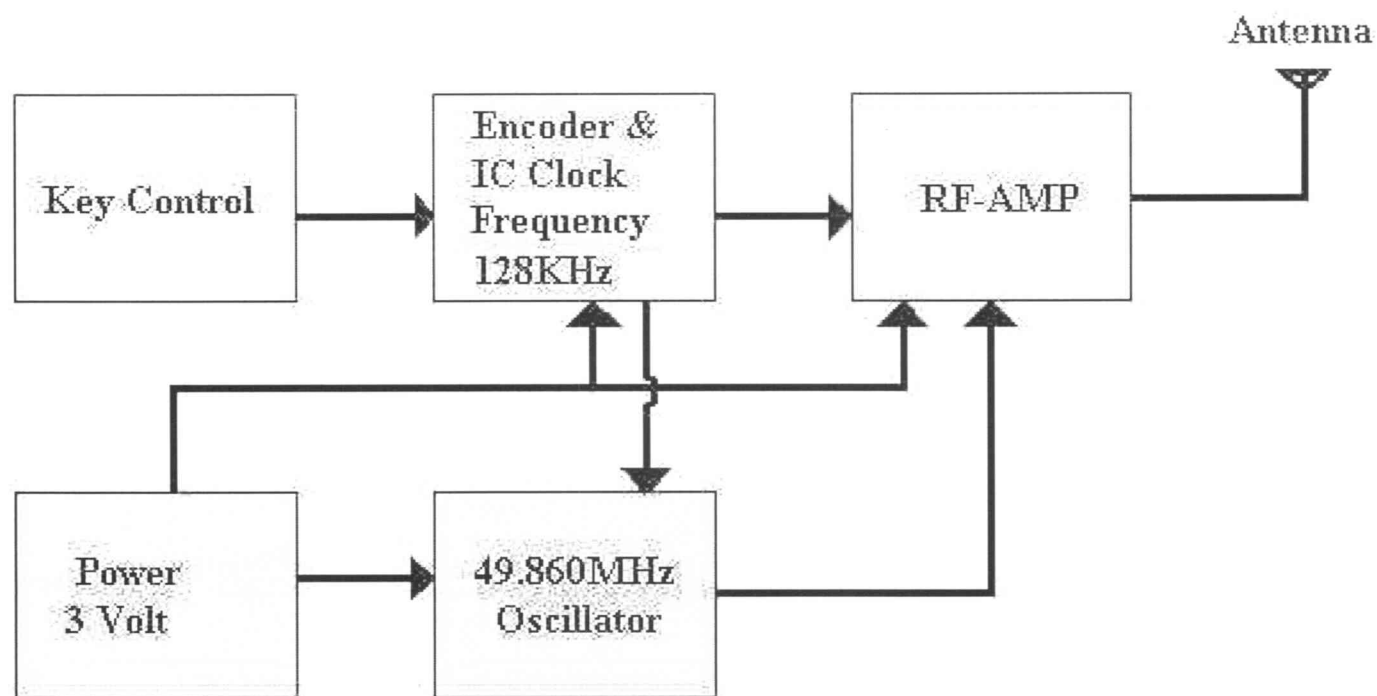 Antenna
Key Control
Encoder &
IC Clock
Frequency
128KHz
RF-AMP
Power
3 Volt
49.860MHz
Oscillator